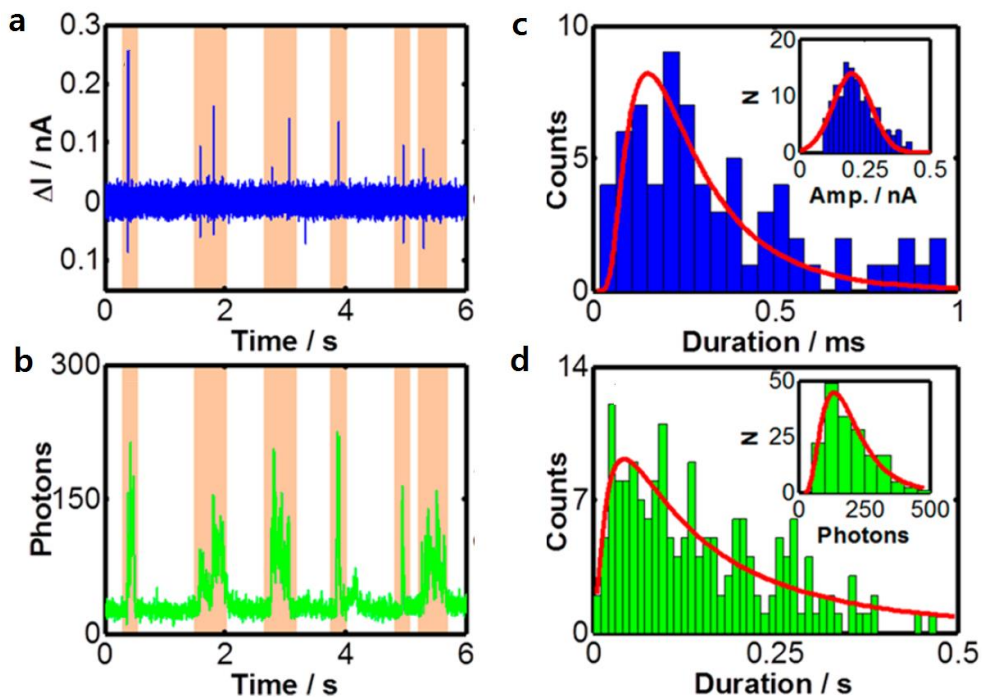 a
0.3
0.2
0.1
0
0.1
ΔI / nA
0 2 4 6
Time / s
b
300
150
0
Photons
0 2 4 6
Time / s
c
10
5
0
Counts
0 0.5 1
Duration / ms
20
10
0
N
0 0.25 0.5
Amp. / nA
d
14
7
0
Counts
0 0.25 0.5
Duration / s
50
25
0
N
0 250 500
Photons